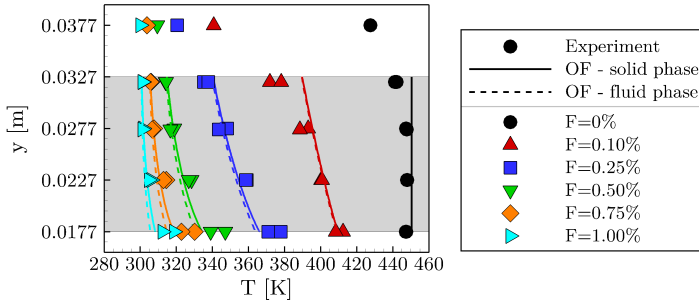 0.0377
0.0327
0.0277
0.0227
0.0177
y [m]
280 300 320 340 360 380 400 420 440 460
T [K]
Experiment
OF - solid phase
OF - fluid phase
F=0%
F=0.10%
F=0.25%
F=0.50%
F=0.75%
F=1.00%